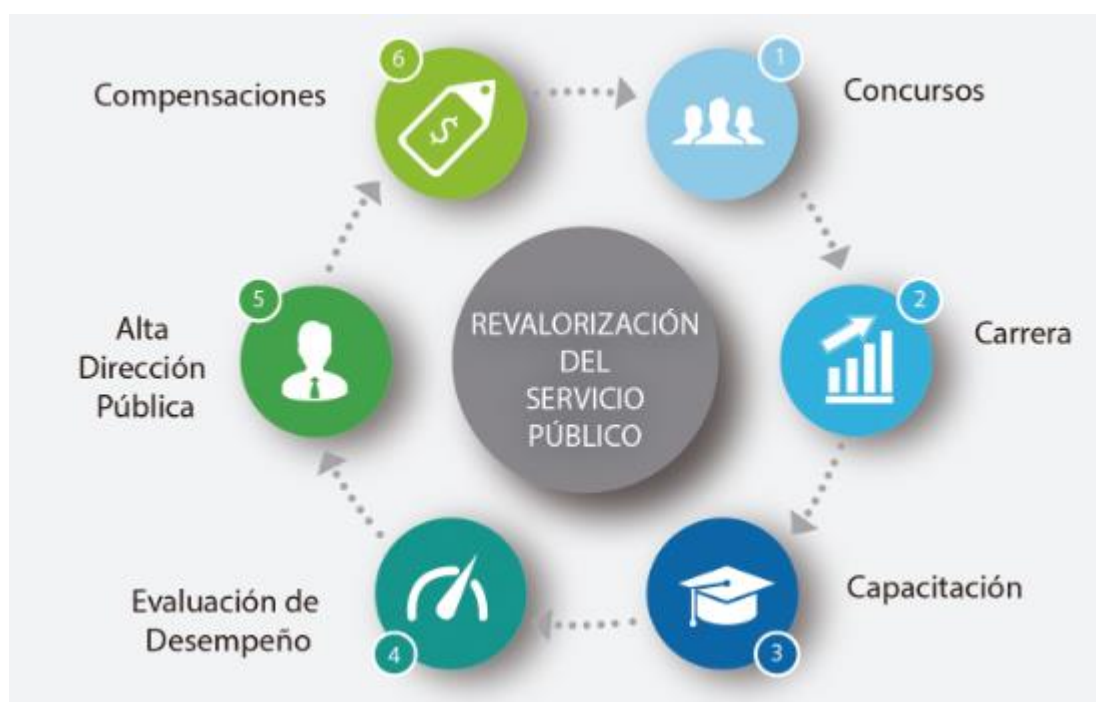 REVALORIZACIÓN
DEL
SERVICIO
PÚBLICO
1
Concursos
2
Carrera
3
Capacitación
4
Evaluación de
Desempeño
5
Alta
Dirección
Pública
6
Compensaciones
$